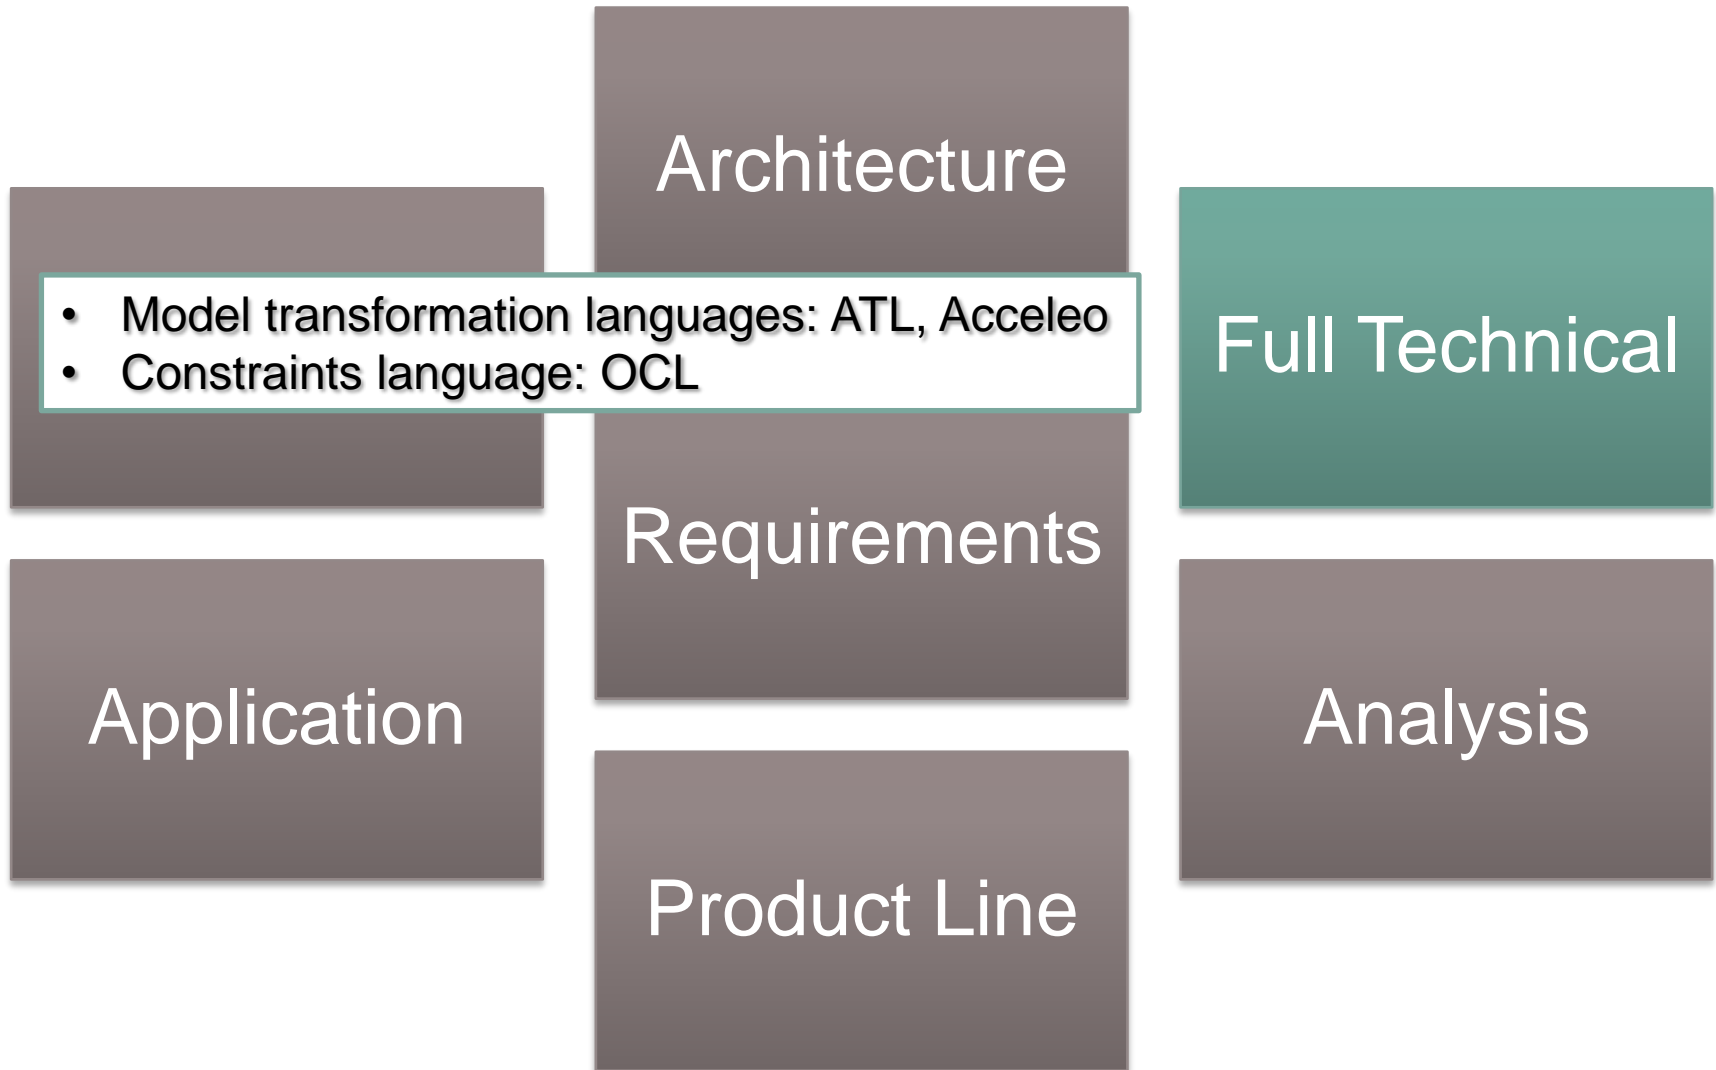 Architecture
• Model transformation languages: ATL, Acceleo
• Constraints language: OCL
Full Technical
Requirements
Application
Analysis
Product Line